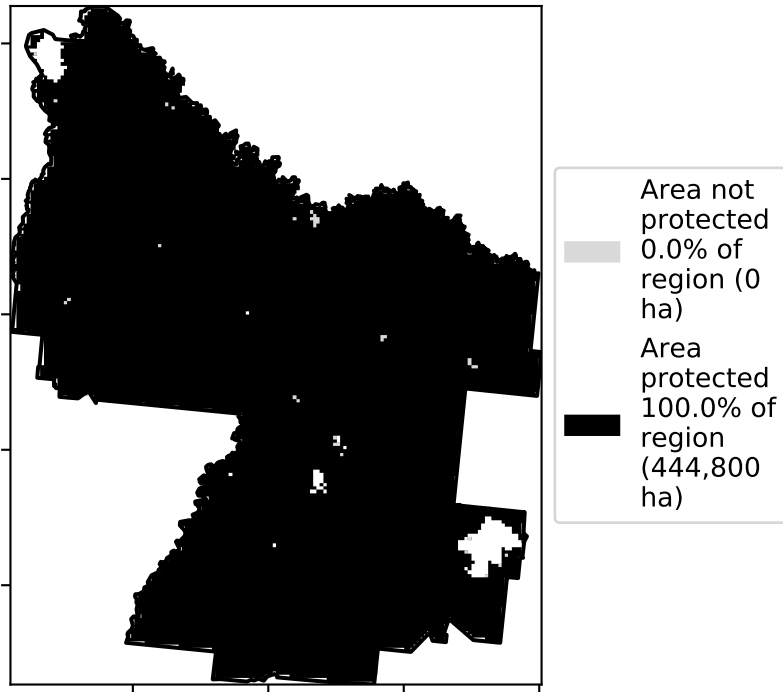 Area not
protected
0.0% of
region (0
ha)
Area
protected
100.0% of
region
(444,800
ha)